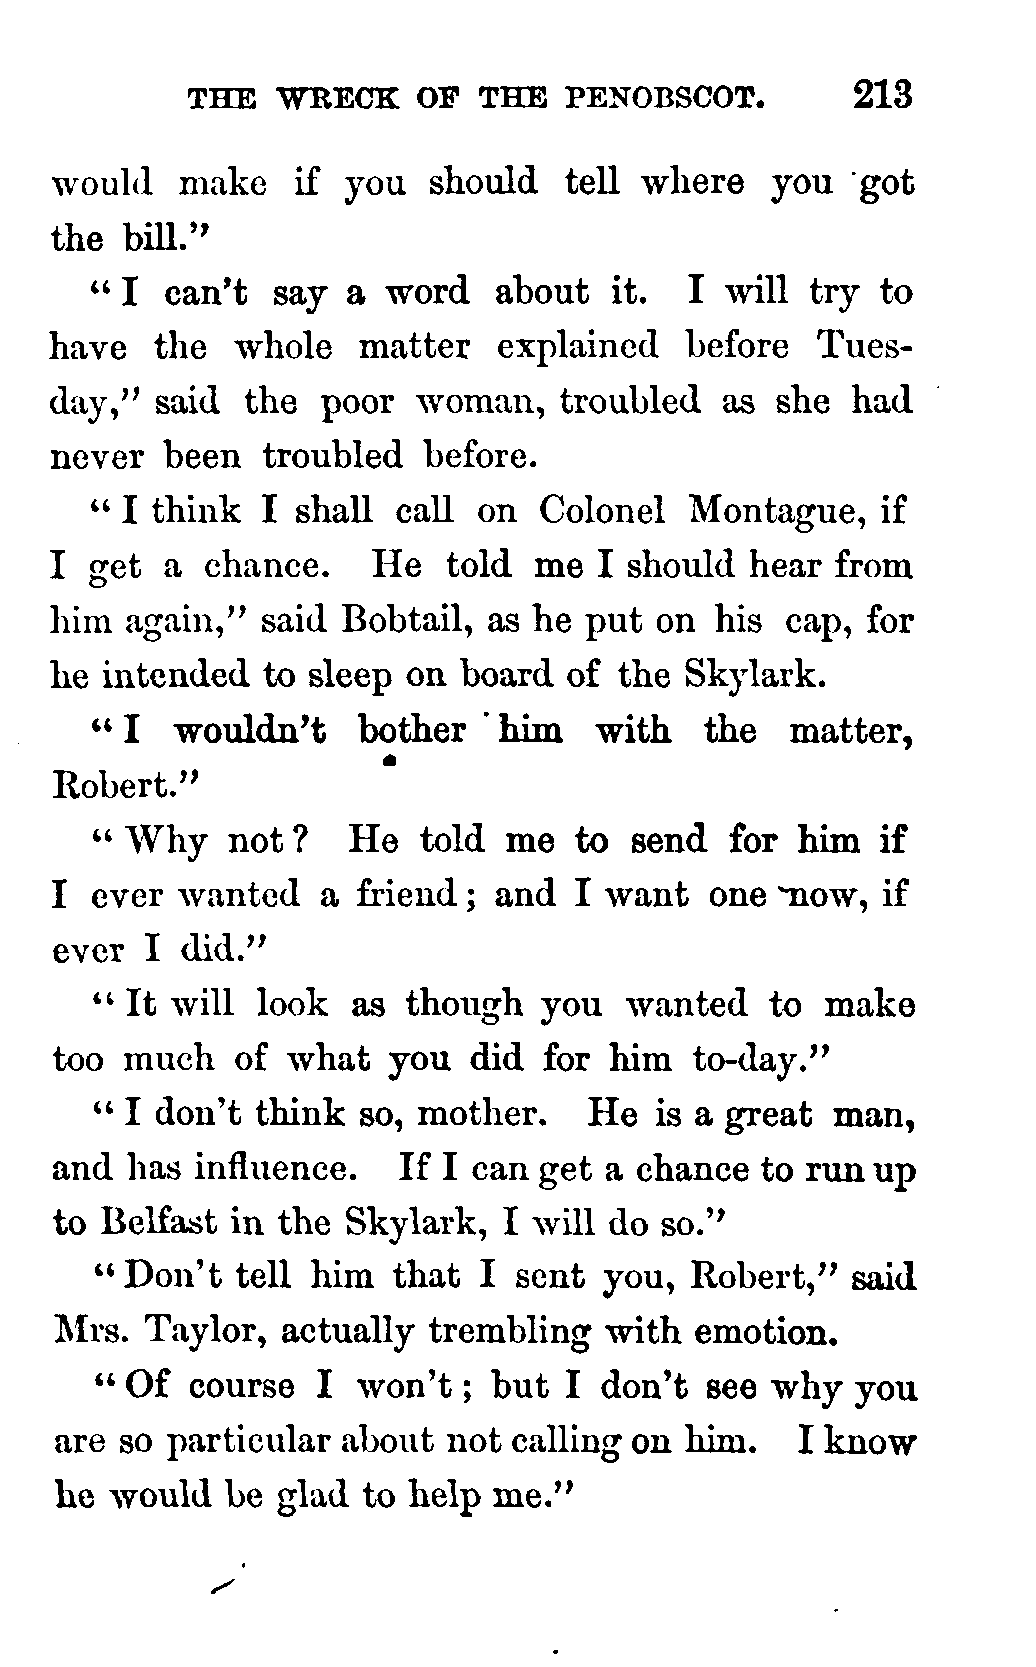 THE WRECK OF THE PENOBSCOT. 213
would make if you should tell where you got
the bill."
"I can't say a word about it. I will try to
have the whole matter explained before Tues-
day," said the poor woman, troubled as she had
never been troubled before.
"I think I shall call on Colonel Montague, if
I get a chance. He told me I should hear from
him again," said Bobtail, as he put on his cap, for
he intended to sleep on board of the Skylark.
"I wouldn't bother him with the matter,
Robert."
"Why not? He told me to send for him if
I ever wanted a friend; and I want one now, if
ever I did."
"It will look as though you wanted to make
too much of what you did for him to-day."
"I don't think so, mother. He is a great man,
and has influence. If I can get a chance to run up
to Belfast in the Skylark, I will do so."
"Don't tell him that I sent you, Robert," said
Mrs. Taylor, actually trembling with emotion.
"Of course I won't; but I don't see why you
are so particular about not calling on him. I know
he would be glad to help me."